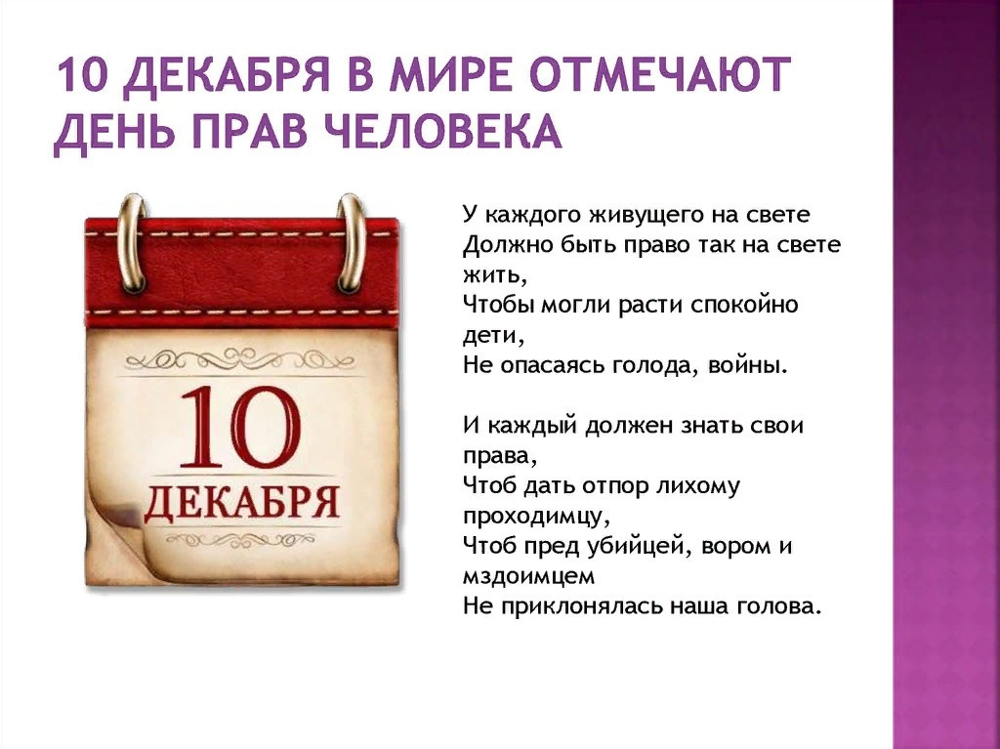 10 ДЕКАБРЯ В МИРЕ ОТМЕЧАЮТ
ДЕНЬ ПРАВ ЧЕЛОВЕКА
10
ДЕКАБРЯ
У каждого живущего на свете
Должно быть право так на свете
жить,
Чтобы могли расти спокойно
дети,
Не опасаясь голода, войны.
И каждый должен знать свои
права,
Чтоб дать отпор лихому
проходимцу,
Чтоб пред убийцей, вором и
мздоимцем
Не приклонялась наша голова.